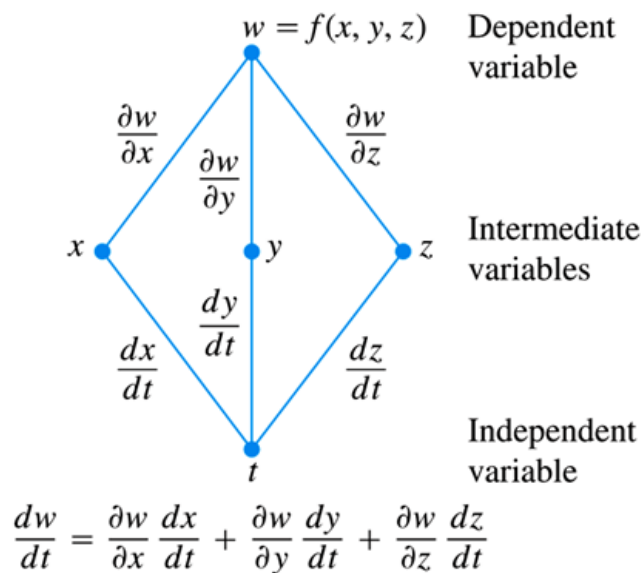 w = f(x, y, z) Dependent
variable
∂w/∂x ∂w/∂z
∂w/∂y
x y z Intermediate
variables
dy/dt
dx/dt dz/dt
Independent
t variable
dw/dt = ∂w/∂x dx/dt + ∂w/∂y dy/dt + ∂w/∂z dz/dt